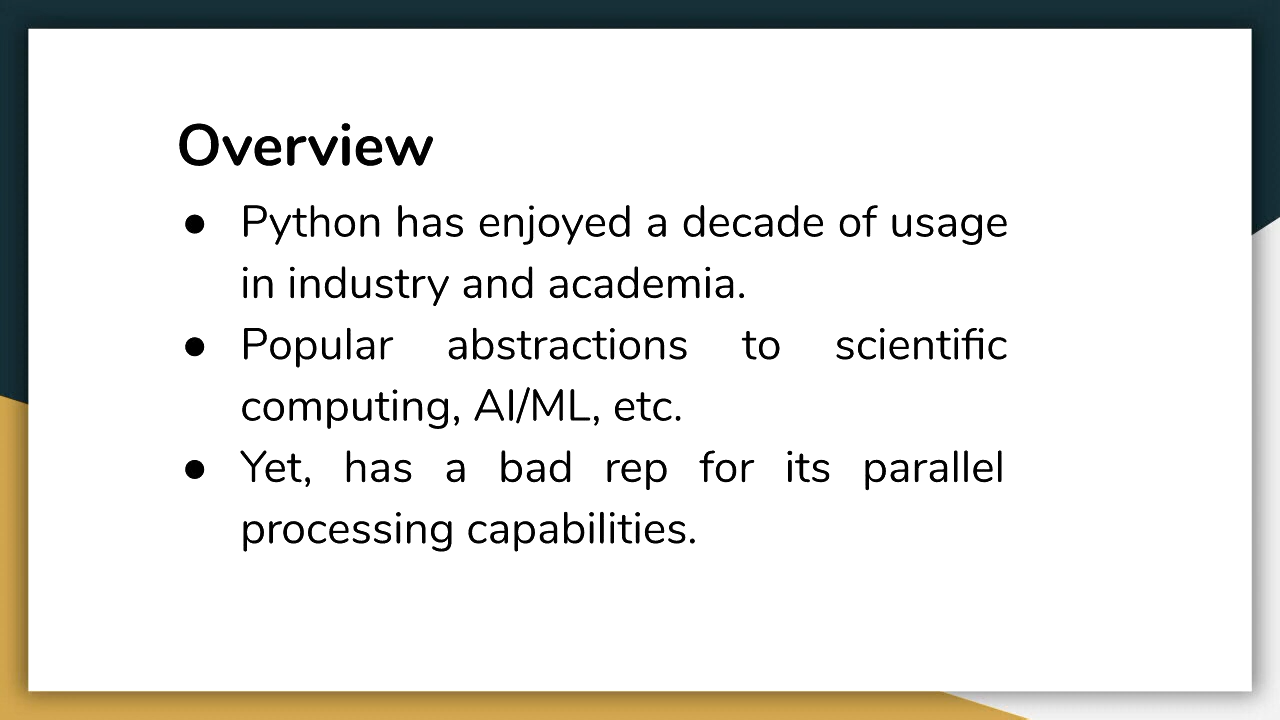 Overview
● Python has enjoyed a decade of usage
in industry and academia.
● Popular abstractions to scientific
computing, AI/ML, etc.
● Yet, has a bad rep for its parallel
processing capabilities.